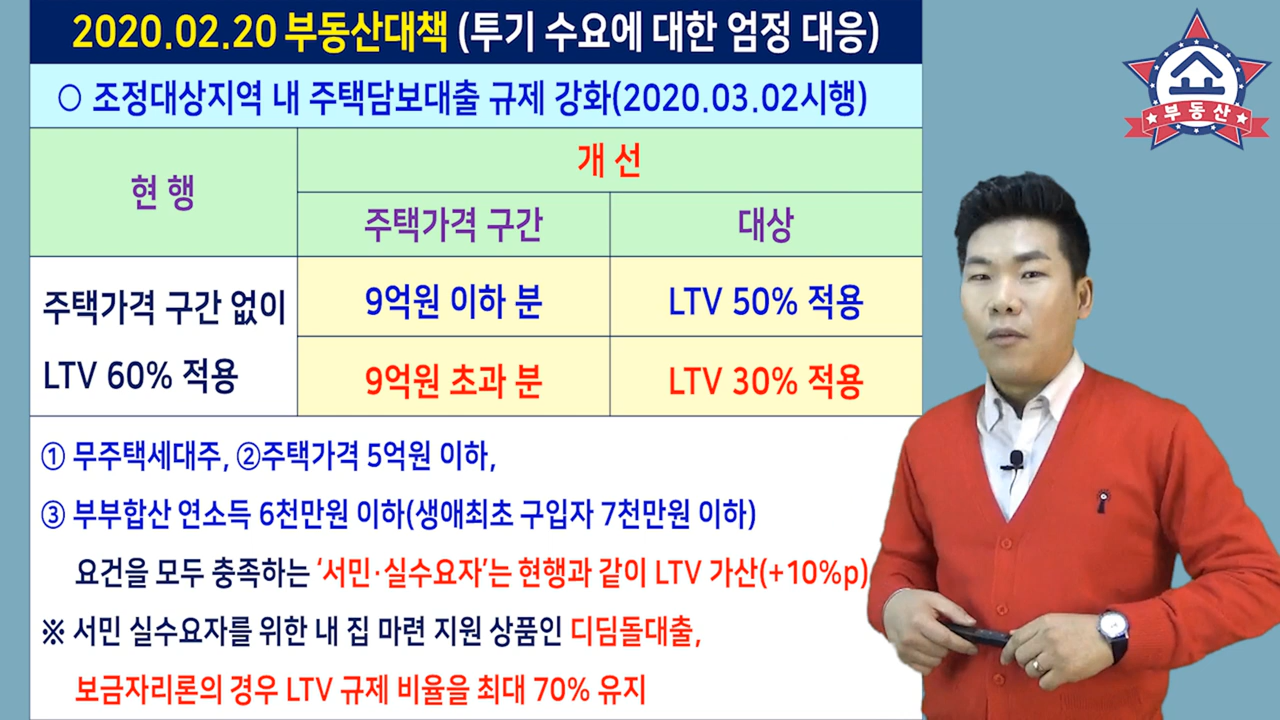 2020.02.20 부동산대책 (투기 수요에 대한 엄정 대응)
○ 조정대상지역 내 주택담보대출 규제 강화(2020.03.02시행)
현 행
개 선
주택가격 구간
대상
주택가격 구간 없이
LTV 60% 적용
9억원 이하 분
LTV 50% 적용
9억원 초과 분
LTV 30% 적용
① 무주택세대주, ②주택가격 5억원 이하,
③ 부부합산 연소득 6천만원 이하(생애최초 구입자 7천만원 이하)
요건을 모두 충족하는 ‘서민·실수요자’는 현행과 같이 LTV 가산(+10%p)
※ 서민 실수요자를 위한 내 집 마련 지원 상품인 디딤돌대출,
보금자리론의 경우 LTV 규제 비율을 최대 70% 유지
부동산